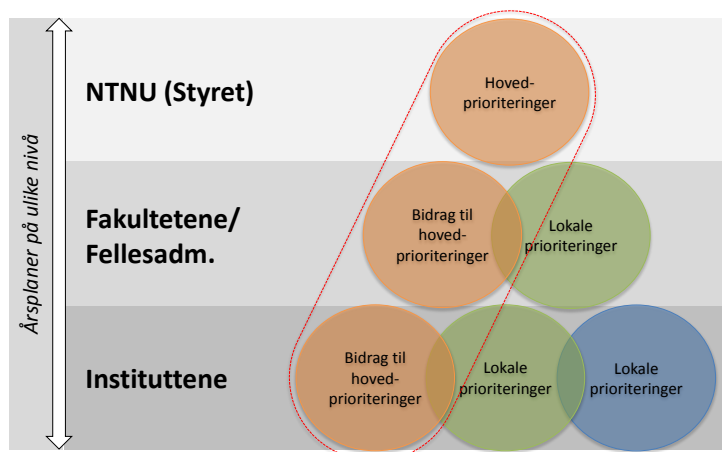 Årsplaner på ulike nivå
NTNU (Styret)
Hoved-
prioriteringer
Fakultetene/
Fellesadm.
Bidrag til
hoved-
prioriteringer
Lokale
prioriteringer
Instituttene
Bidrag til
hoved-
prioriteringer
Lokale
prioriteringer
Lokale
prioriteringer